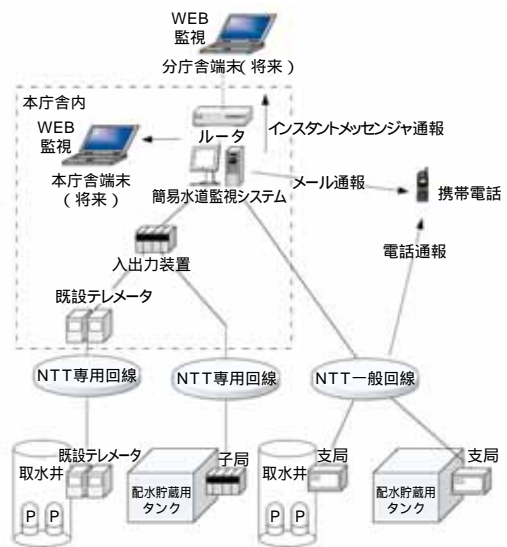 WEB
監視
分庁舎端末(将来)
本庁舎内
WEB
監視
ルータ
インスタントメッセンジャ通報
本庁舎端末
(将来)
簡易水道監視システム
メール通報
携帯電話
入出力装置
電話通報
既設テレメータ
NTT専用回線
NTT専用回線
NTT一般回線
既設テレメータ
取水井
P P
子局
配水貯蔵用
タンク
支局
取水井
P P
支局
配水貯蔵用
タンク